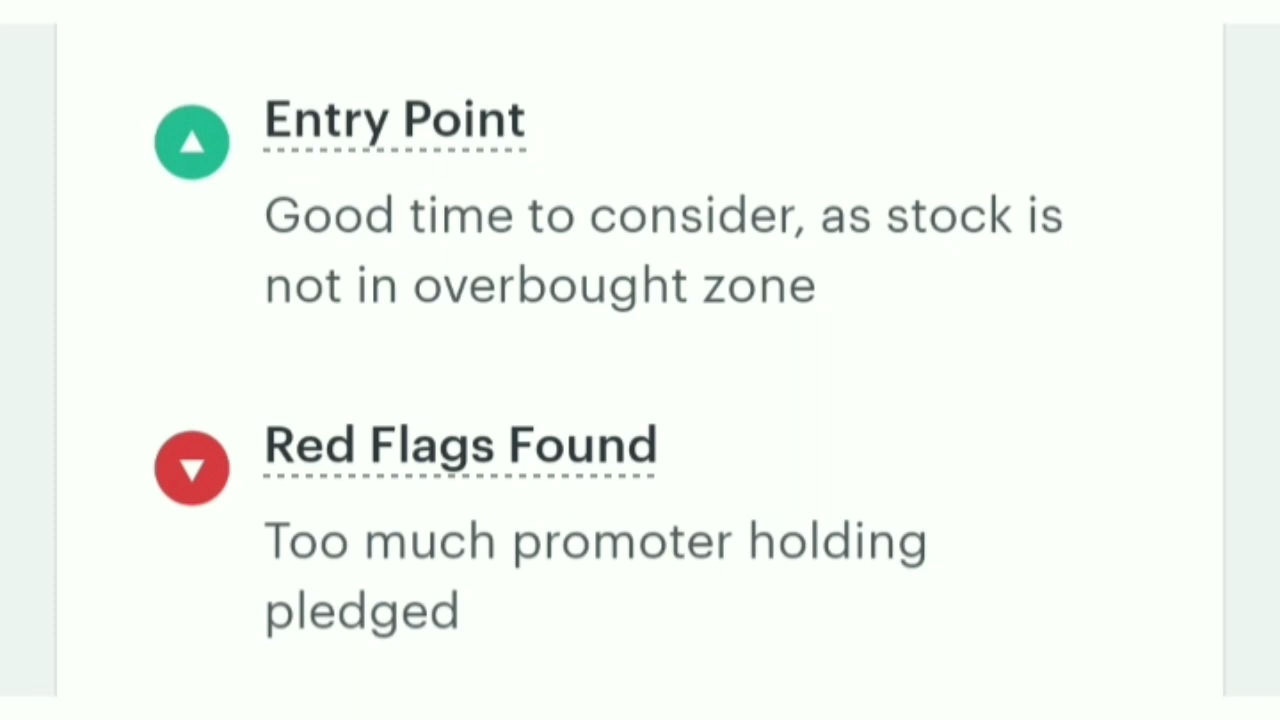 Entry Point
Good time to consider, as stock is
not in overbought zone
Red Flags Found
Too much promoter holding
pledged